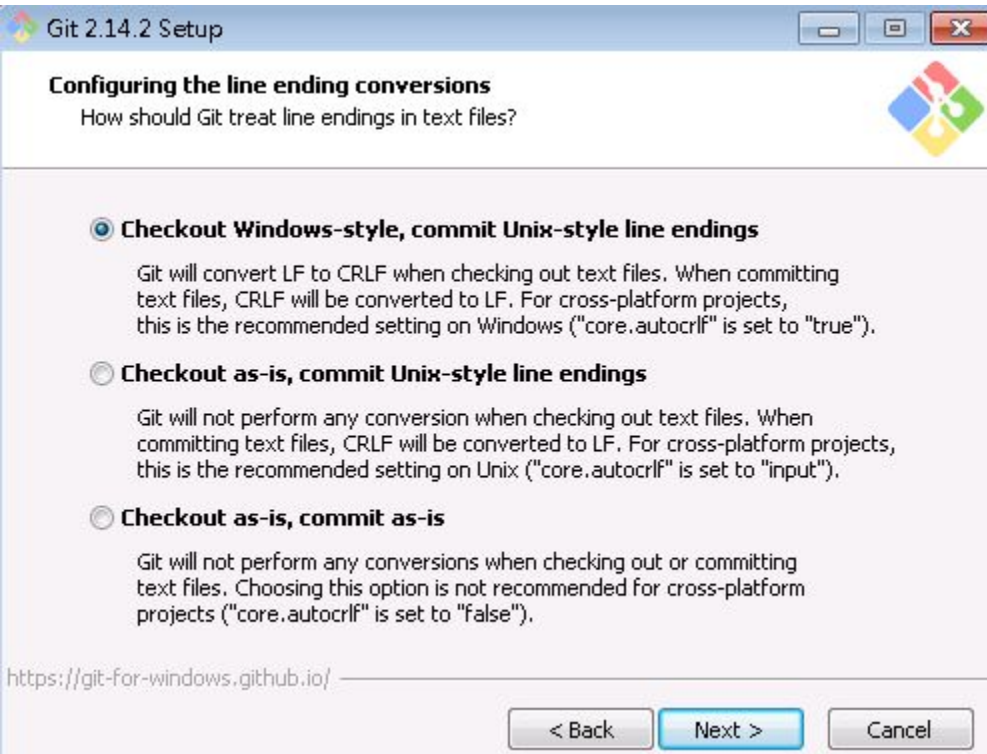 Git 2.14.2 Setup
Configuring the line ending conversions
How should Git treat line endings in text files?
Checkout Windows-style, commit Unix-style line endings
Git will convert LF to CRLF when checking out text files. When committing
text files, CRLF will be converted to LF. For cross-platform projects,
this is the recommended setting on Windows ("core.autocrlf" is set to "true").
Checkout as-is, commit Unix-style line endings
Git will not perform any conversion when checking out text files. When
committing text files, CRLF will be converted to LF. For cross-platform projects,
this is the recommended setting on Unix ("core.autocrlf" is set to "input").
Checkout as-is, commit as-is
Git will not perform any conversions when checking out or committing
text files. Choosing this option is not recommended for cross-platform
projects ("core.autocrlf" is set to "false").
https://git-for-windows.github.io/
< Back Next > Cancel